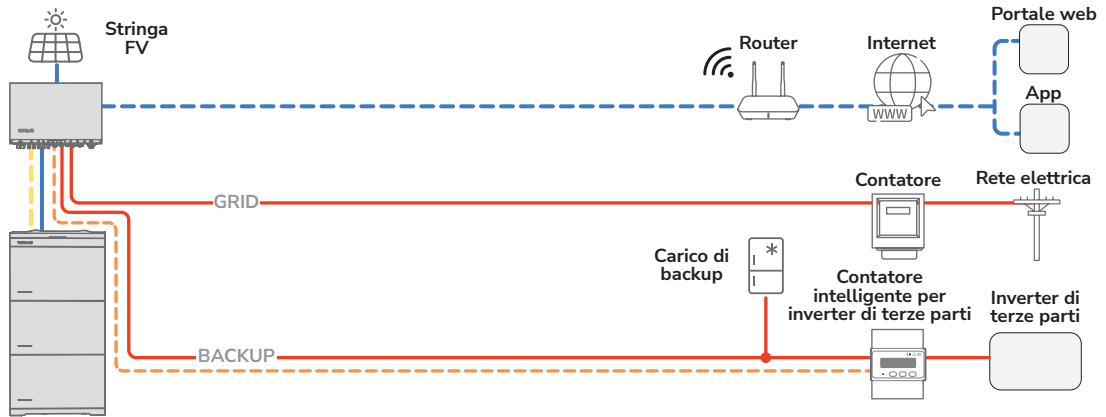 Stringa
FV
Router
Internet
WWW
Portale web
App
GRID
Contatore
Rete elettrica
Carico di
backup
Contatore
intelligente per
inverter di terze parti
Inverter di
terze parti
BACKUP